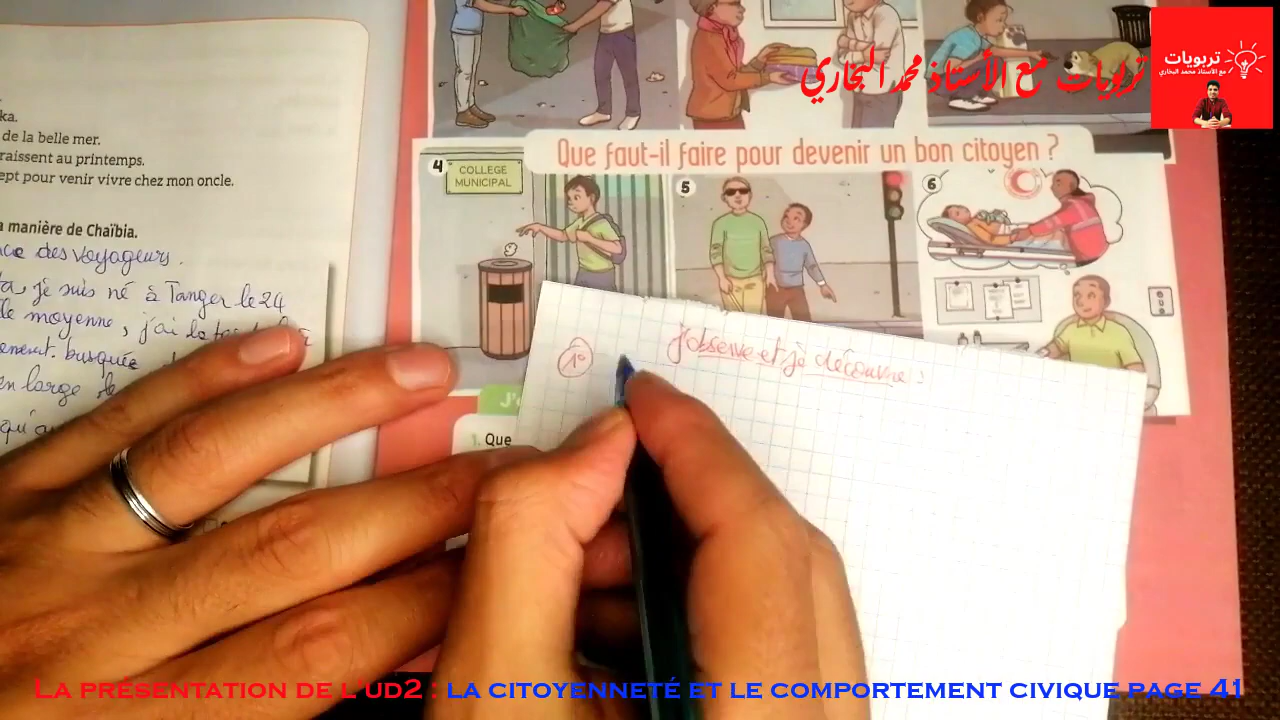 تربويات
مع الأستاذ محمد البخاري
تربويات مع الأستاذ محمد البخاري
ka.
de la belle mer.
raissent au printemps.
ept pour venir vivre chez mon oncle.
a manière de Chaïbia.
des voyageurs.
je suis né à Tanger le 24
moyenne, j'ai
busquée
en large
qu'
4
COLLEGE
MUNICIPAL
Que faut-il faire pour devenir un bon citoyen ?
5
6
1°
J'observe et je découvre :
J'
1. Que
La présentation de l'ud2 : la citoyenneté et le comportement civique page 41